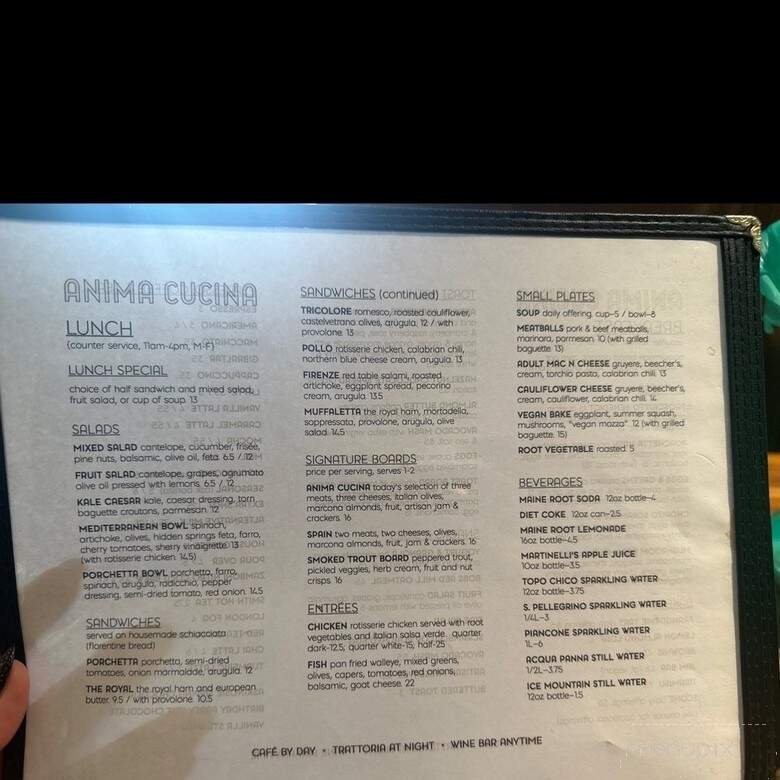 ANIMA CUCINA
LUNCH
(counter service, 11am-4pm, M-F)
LUNCH SPECIAL
choice of half sandwich and mixed salad,
fruit salad, or cup of soup 13
SALADS
MIXED SALAD cantelope, cucumber, frisée,
pine nuts, balsamic, olive oil, feta. 6.5 / 12
FRUIT SALAD cantelope, grapes, agrumato
olive oil pressed with lemons. 6.5 / 12
KALE CAESAR kale, caesar dressing, torn
baguette croutons, parmesan. 12
MEDITERRANEAN BOWL spinach,
artichoke, olives, hidden springs feta, farro,
cherry tomatoes, sherry vinaigrette. 13
(with rotisserie chicken. 14.5)
PORCHETTA BOWL porchetta, farro,
spinach, arugula, radicchio, pepper
dressing, semi-dried tomato, red onion. 14.5
SANDWICHES
served on housemade schiacciata
(florentine bread)
PORCHETTA porchetta, semi-dried
tomatoes, onion marmalade, arugula. 12
THE ROYAL the royal ham and european
butter. 9.5 / with provolone. 10.5
SANDWICHES (continued)
TRICOLORE romesco, roasted cauliflower,
castelvetrano olives, arugula. 12 / with
provolone. 13
POLLO rotisserie chicken, calabrian chili,
northern blue cheese cream, arugula. 13
FIRENZE red table salami, roasted
artichoke, eggplant spread, pecorino
cream, arugula. 13.5
MUFFALETTA the royal ham, mortadella,
soppressata, provolone, arugula, olive
salad. 14.5
SIGNATURE BOARDS
price per serving, serves 1-2
ANIMA CUCINA today's selection of three
meats, three cheeses, italian olives,
marcona almonds, fruit, artisan jam &
crackers. 16
SPAIN two meats, two cheeses, olives,
marcona almonds, fruit, jam & crackers. 16
SMOKED TROUT BOARD peppered trout,
pickled veggies, herb cream, fruit and nut
crisps. 16
ENTRÉES
CHICKEN rotisserie chicken served with root
vegetables and italian salsa verde. quarter
dark-12.5; quarter white-15; half-25
FISH pan fried walleye, mixed greens,
olives, capers, tomatoes, red onions,
balsamic, goat cheese. 22
SMALL PLATES
SOUP daily offering. cup-5 / bowl-8
MEATBALLS pork & beef meatballs,
marinara, parmesan. 10 (with grilled
baguette. 13)
ADULT MAC N CHEESE gruyere, beecher's,
cream, torchio pasta, calabrian chili. 13
CAULIFLOWER CHEESE gruyere, beecher's,
cream, cauliflower, calabrian chili. 14
VEGAN BAKE eggplant, summer squash,
mushrooms, "vegan mozza". 12 (with grilled
baguette. 15)
ROOT VEGETABLE roasted. 5
BEVERAGES
MAINE ROOT SODA 12oz bottle-4
DIET COKE 12oz can-2.5
MAINE ROOT LEMONADE
16oz bottle-4.5
MARTINELLI'S APPLE JUICE
10oz bottle-3.5
TOPO CHICO SPARKLING WATER
12oz bottle-3.75
S. PELLEGRINO SPARKLING WATER
1/4L-3
PIANCONE SPARKLING WATER
1L-6
ACQUA PANNA STILL WATER
1/2L-3.75
ICE MOUNTAIN STILL WATER
12oz bottle-1.5
CAFÉ BY DAY • TRATTORIA AT NIGHT • WINE BAR ANYTIME